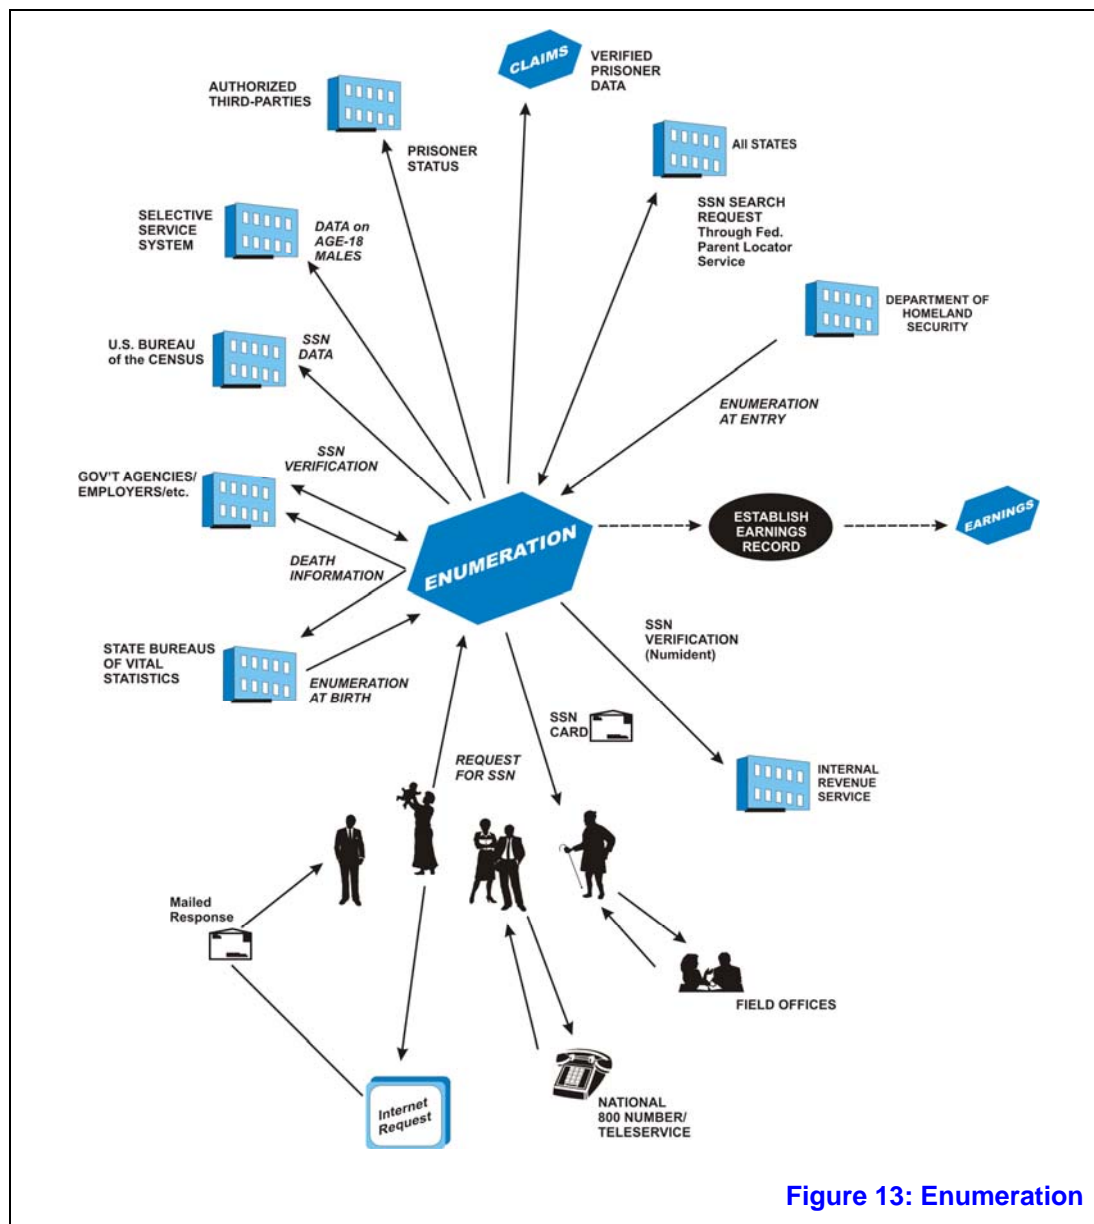 CLAIMS
VERIFIED
PRISONER
DATA
AUTHORIZED
THIRD-PARTIES
PRISONER
STATUS
All STATES
SSN SEARCH
REQUEST
Through Fed.
Parent Locator
Service
SELECTIVE
SERVICE
SYSTEM
DATA on
AGE-18
MALES
DEPARTMENT OF
HOMELAND
SECURITY
U.S. BUREAU
of the CENSUS
SSN
DATA
ENUMERATION
AT ENTRY
SSN
VERIFICATION
GOV'T AGENCIES/
EMPLOYERS/etc.
ENUMERATION
ESTABLISH
EARNINGS
RECORD
EARNINGS
DEATH
INFORMATION
STATE BUREAUS
OF VITAL
STATISTICS
ENUMERATION
AT BIRTH
SSN
VERIFICATION
(Numident)
SSN
CARD
REQUEST
FOR SSN
INTERNAL
REVENUE
SERVICE
Mailed
Response
FIELD OFFICES
Internet
Request
NATIONAL
800 NUMBER/
TELESERVICE
Figure 13: Enumeration